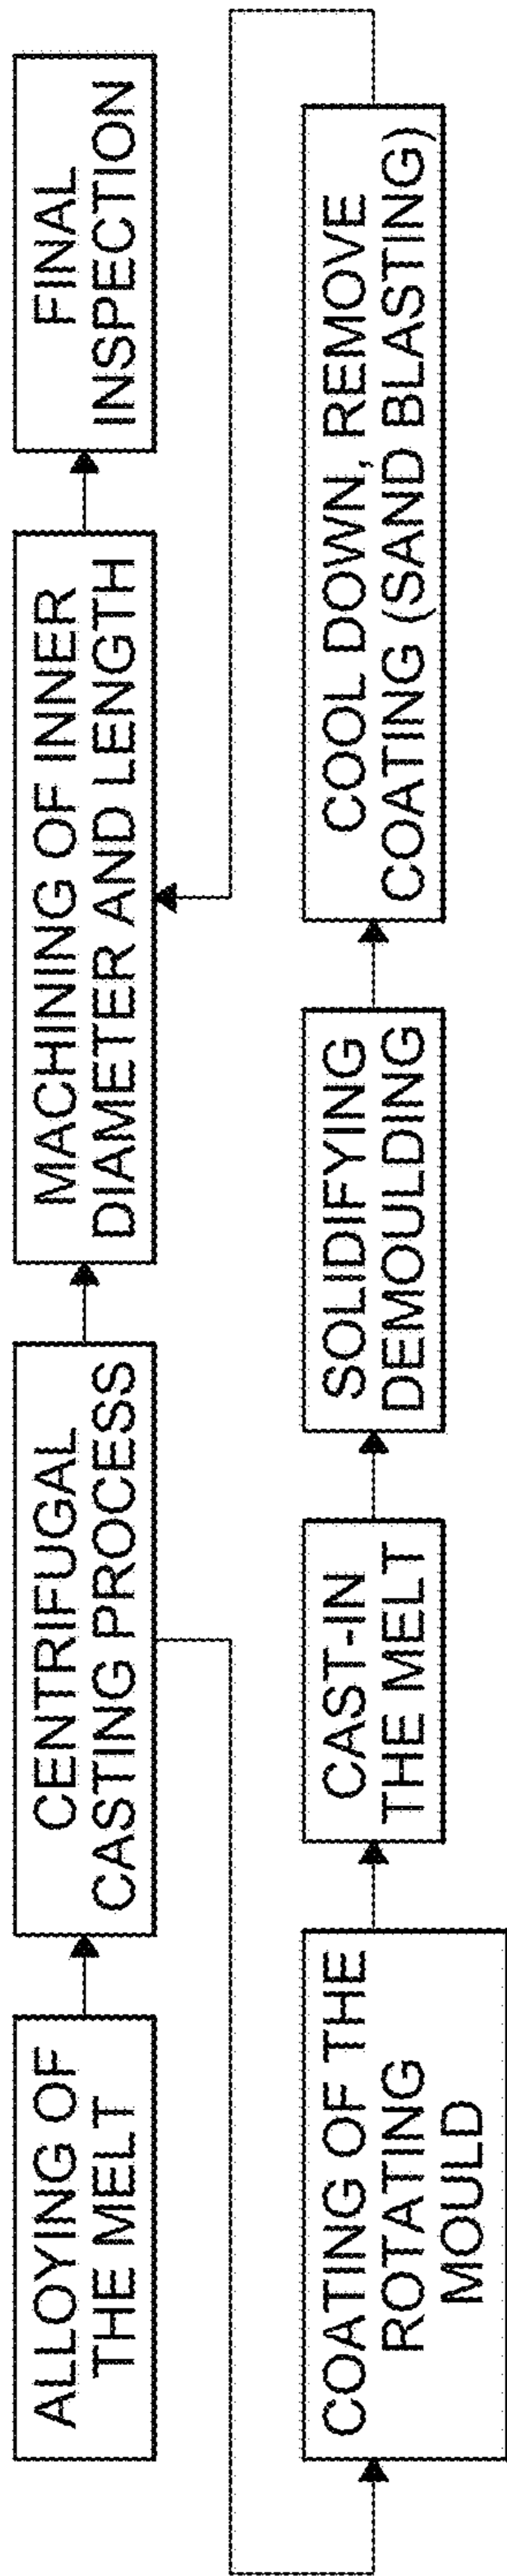 ALLOYING OF
THE MELT
CENTRIFUGAL
CASTING PROCESS
MACHINING OF INNER
DIAMETER AND LENGTH
FINAL
INSPECTION
COATING OF THE
ROTATING
MOULD
CAST-IN
THE MELT
SOLIDIFYING
DEMOULDING
COOL DOWN, REMOVE
COATING (SAND BLASTING)